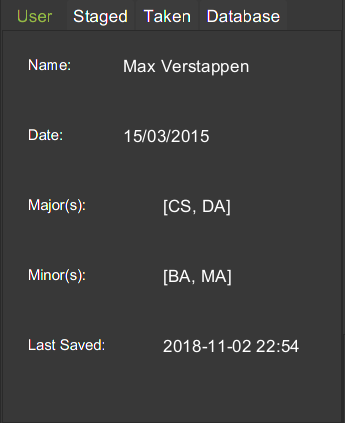 User Staged Taken Database
Name: Max Verstappen
Date: 15/03/2015
Major(s): [CS, DA]
Minor(s): [BA, MA]
Last Saved: 2018-11-02 22:54